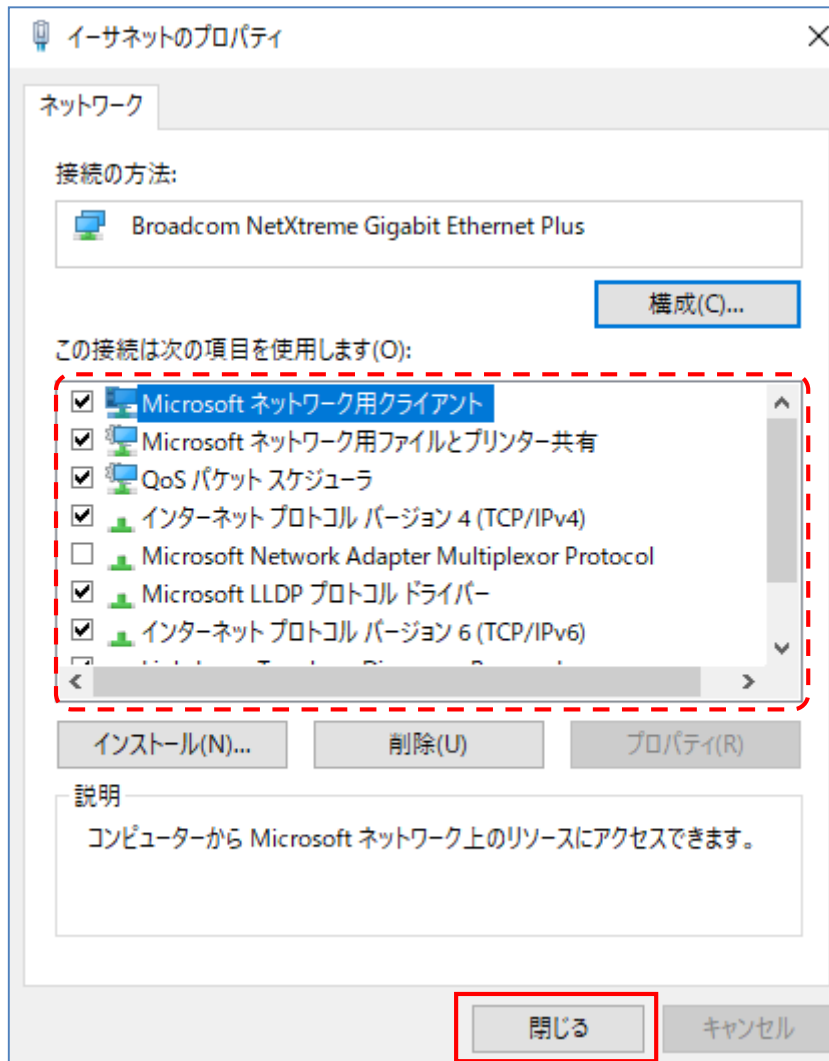 イーサネットのプロパティ
ネットワーク
接続の方法:
Broadcom NetXtreme Gigabit Ethernet Plus
構成(C)...
この接続は次の項目を使用します(O):
Microsoft ネットワーク用クライアント
Microsoft ネットワーク用ファイルとプリンター共有
QoS パケット スケジューラ
インターネット プロトコル バージョン 4 (TCP/IPv4)
Microsoft Network Adapter Multiplexor Protocol
Microsoft LLDP プロトコル ドライバー
インターネット プロトコル バージョン 6 (TCP/IPv6)
インストール(N)...
削除(U)
プロパティ(R)
説明
コンピューターから Microsoft ネットワーク上のリソースにアクセスできます。
閉じる
キャンセル